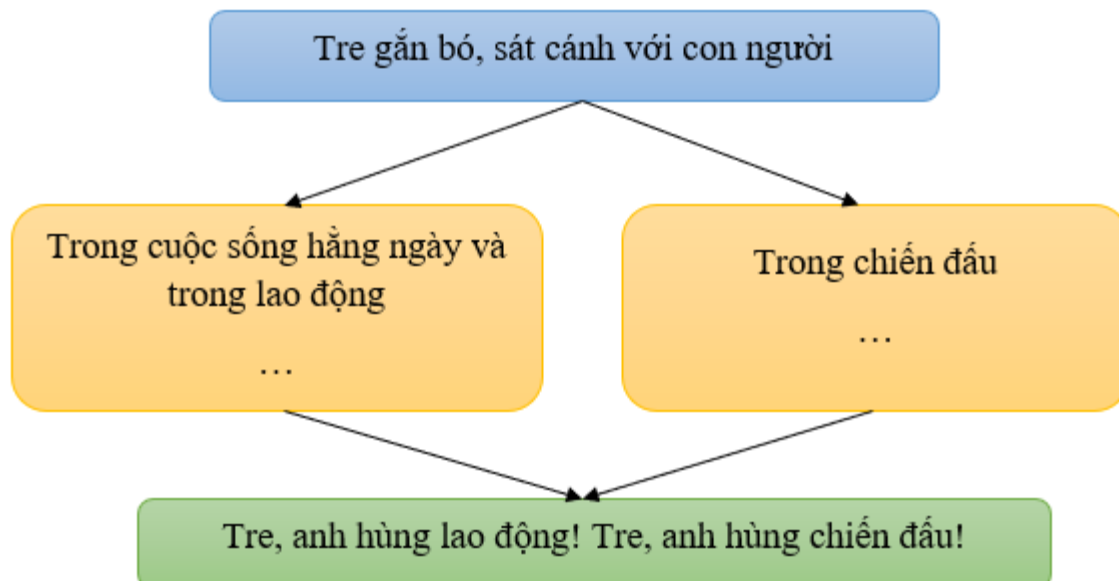 Tre gắn bó, sát cánh với con người
Trong cuộc sống hằng ngày và
trong lao động
…
Trong chiến đấu
…
Tre, anh hùng lao động! Tre, anh hùng chiến đấu!